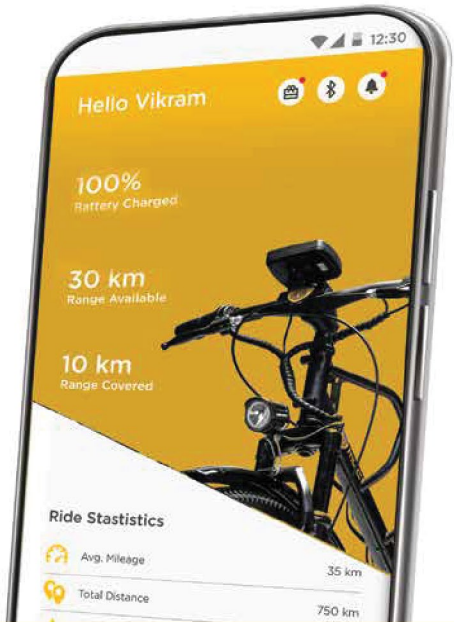 12:30
Hello Vikram
100%
Battery Charged
30 km
Range Available
10 km
Range Covered
Ride Stastistics
Avg. Mileage 35 km
Total Distance 750 km